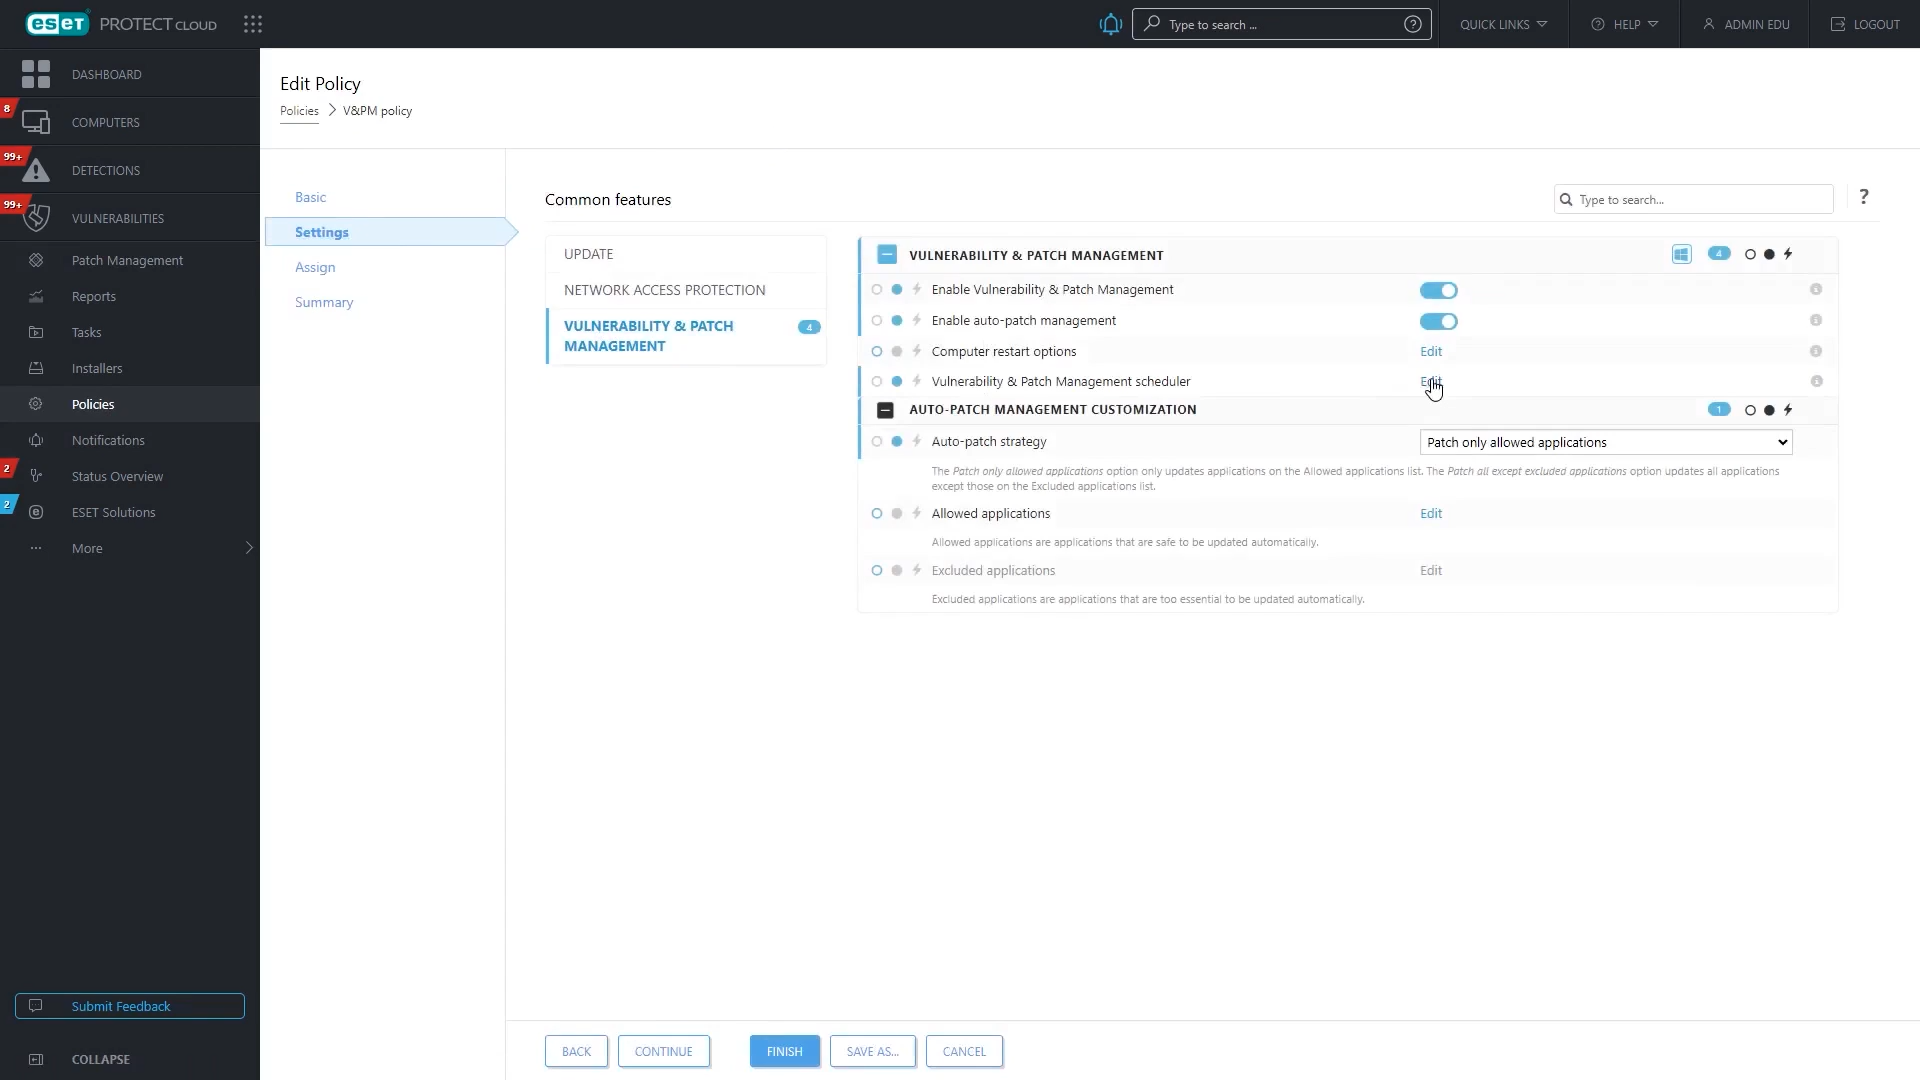 eset PROTECT CLOUD
Type to search ...
QUICK LINKS
HELP
ADMIN EDU
LOGOUT
DASHBOARD
8
COMPUTERS
99+
DETECTIONS
99+
VULNERABILITIES
Patch Management
Reports
Tasks
Installers
Policies
Notifications
2
Status Overview
2
ESET Solutions
More
Submit Feedback
COLLAPSE
Edit Policy
Policies > V&PM policy
Basic
Settings
Assign
Summary
Common features
Type to search...
?
UPDATE
NETWORK ACCESS PROTECTION
VULNERABILITY & PATCH
MANAGEMENT
4
VULNERABILITY & PATCH MANAGEMENT
4
Enable Vulnerability & Patch Management
Enable auto-patch management
Computer restart options
Edit
Vulnerability & Patch Management scheduler
Edit
AUTO-PATCH MANAGEMENT CUSTOMIZATION
1
Auto-patch strategy
Patch only allowed applications
The Patch only allowed applications option only updates applications on the Allowed applications list. The Patch all except excluded applications option updates all applications
except those on the Excluded applications list.
Allowed applications
Edit
Allowed applications are applications that are safe to be updated automatically.
Excluded applications
Edit
Excluded applications are applications that are too essential to be updated automatically.
BACK
CONTINUE
FINISH
SAVE AS...
CANCEL